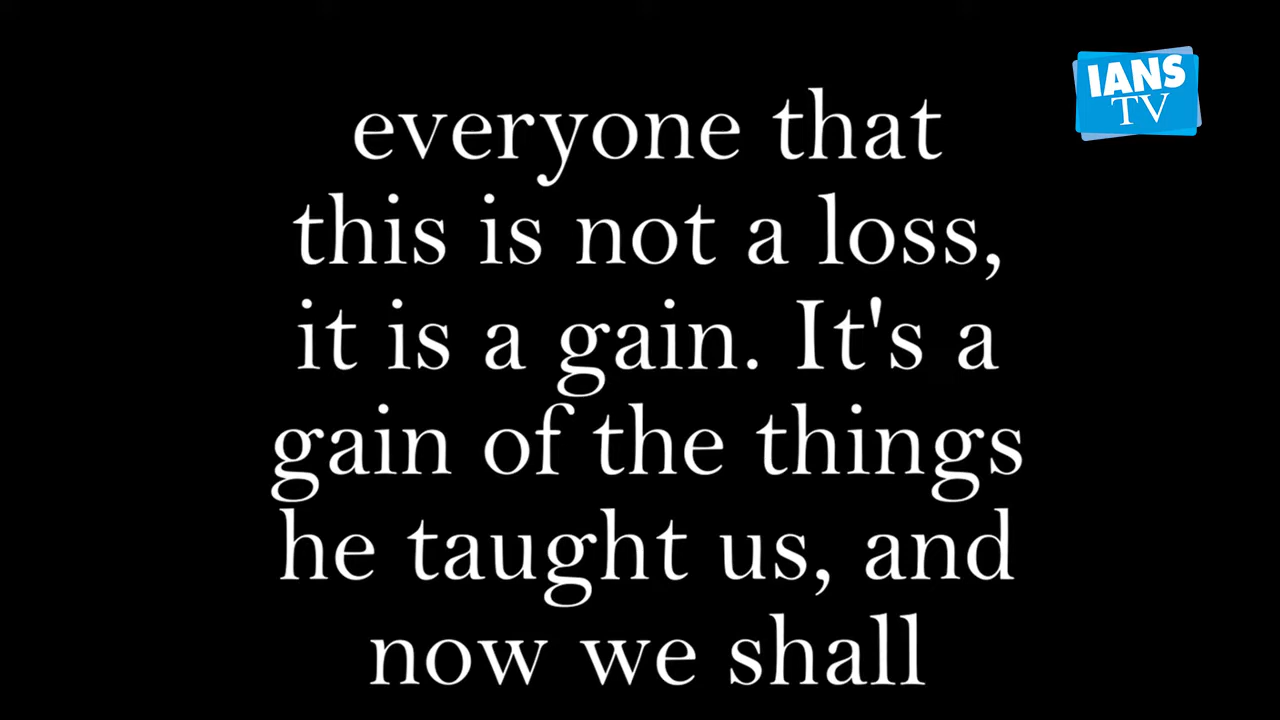 IANS
TV
everyone that
this is not a loss,
it is a gain. It's a
gain of the things
he taught us, and
now we shall